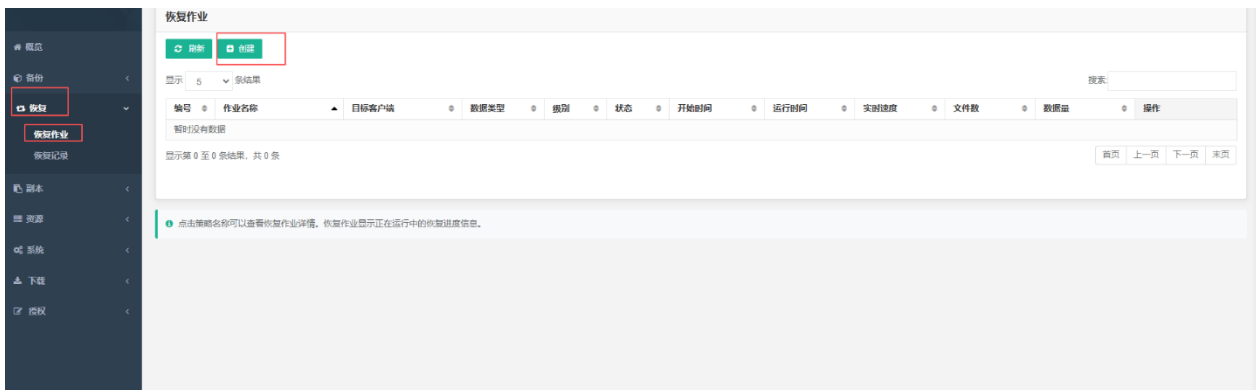 恢复作业
概览
刷新 创建
备份
显示 5 条结果 搜索:
恢复
编号 作业名称 目标客户端 数据类型 级别 状态 开始时间 运行时间 实时速度 文件数 数据量 操作
恢复作业
暂时没有数据
恢复记录
显示第 0 至 0 条结果，共 0 条 首页 上一页 下一页 末页
副本
资源
点击策略名称可以查看恢复作业详情。恢复作业显示正在运行中的恢复进度信息。
系统
下载
授权